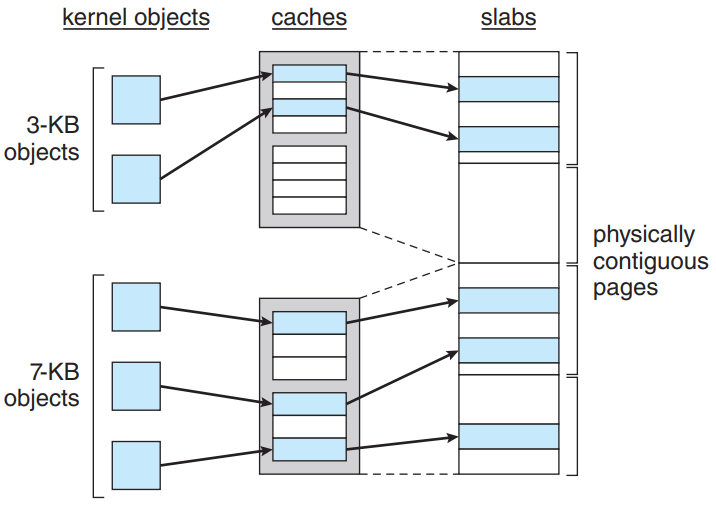 kernel objects
caches
slabs
3-KB
objects
physically
contiguous
pages
7-KB
objects